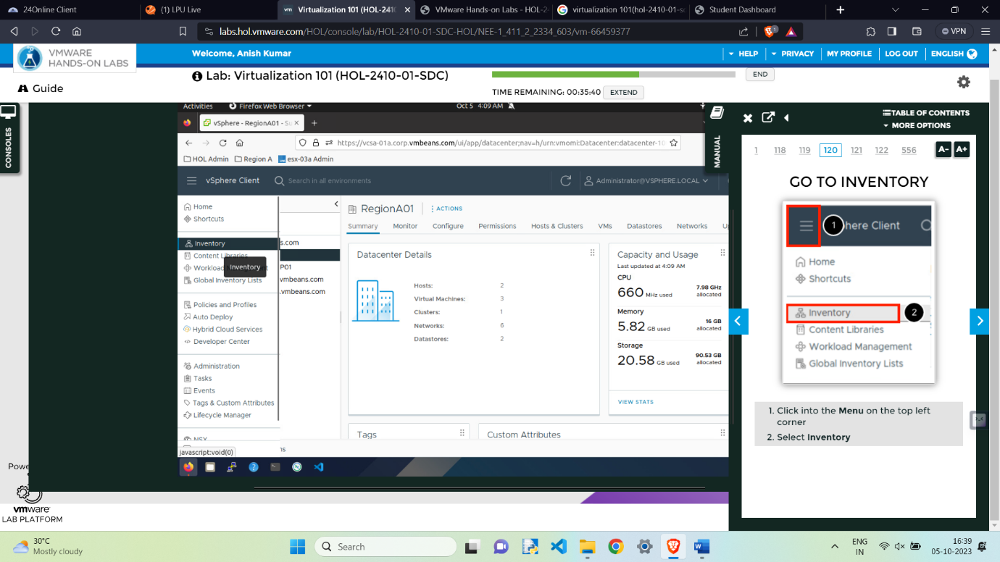 24Online Client
(1) LPU Live
vm Virtualization 101 (HOL-2410
VMware Hands-on Labs - HOL-2
virtualization 101(hol-2410-01-sd
Student Dashboard
labs.hol.vmware.com/HOL/console/lab/HOL-2410-01-SDC-HOL/NEE-1_411_2_2334_603/vm-66459377
1
VPN
VMWARE
HANDS-ON LABS
Welcome, Anish Kumar
HELP
PRIVACY
MY PROFILE
LOG OUT
ENGLISH
Lab: Virtualization 101 (HOL-2410-01-SDC)
END
Guide
TIME REMAINING: 00:35:40
EXTEND
CONSOLES
Activities
Firefox Web Browser
Oct 5 4:09 AM
vSphere - RegionA01 - Su
https://vcsa-01a.corp.vmbeans.com/ui/app/datacenter;nav=h/urn:vmomi:Datacenter:datacenter-10
HOL Admin
Region A
esx-03a Admin
vSphere Client
Search in all environments
Administrator@VSPHERE.LOCAL
Home
Shortcuts
Inventory
Content Libraries
Inventory
Global Inventory Lists
Policies and Profiles
Auto Deploy
Hybrid Cloud Services
Developer Center
Administration
Tasks
Events
Tags & Custom Attributes
Lifecycle Manager
NSX
javascript:void(0)
s.com
P01
vmbeans.com
.vmbeans.com
ns
RegionA01
ACTIONS
Summary
Monitor
Configure
Permissions
Hosts & Clusters
VMs
Datastores
Networks
Datacenter Details
Hosts: 2
Virtual Machines: 3
Clusters: 1
Networks: 6
Datastores: 2
Capacity and Usage
Last updated at 4:09 AM
CPU
660 MHz used
7.98 GHz
allocated
Memory
5.82 GB used
16 GB
allocated
Storage
20.58 GB used
90.53 GB
allocated
VIEW STATS
Tags
Custom Attributes
MANUAL
TABLE OF CONTENTS
MORE OPTIONS
1 118 119 120 121 122 556
A- A+
GO TO INVENTORY
1
here Client
Home
Shortcuts
Inventory
2
Content Libraries
Workload Management
Global Inventory Lists
1. Click into the Menu on the top left
corner
2. Select Inventory
Powe
vmware
LAB PLATFORM
30°C
Mostly cloudy
Search
ENG
IN
16:39
05-10-2023